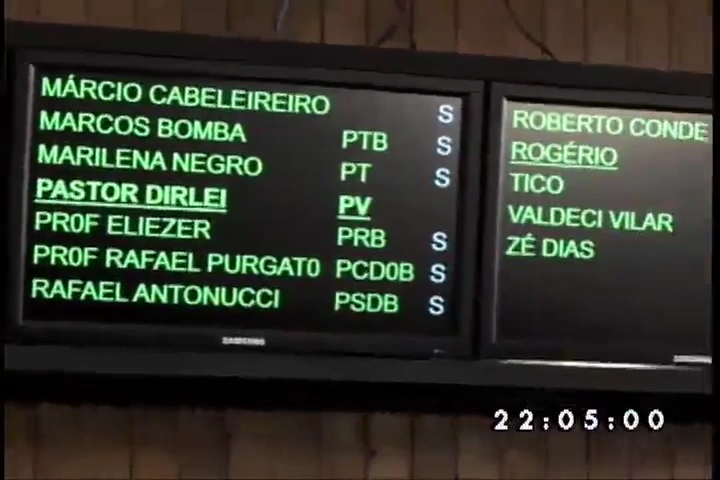 MÁRCIO CABELEIREIRO S
MARCOS BOMBA PTB S
MARILENA NEGRO PT S
PASTOR DIRLEI PV
PR0F ELIEZER PRB S
PR0F RAFAEL PURGAT0 PCD0B S
RAFAEL ANTONUCCI PSDB S
SAMSUNG
ROBERTO CONDE
ROGÉRIO
TICO
VALDECI VILAR
ZÉ DIAS
22:05:00